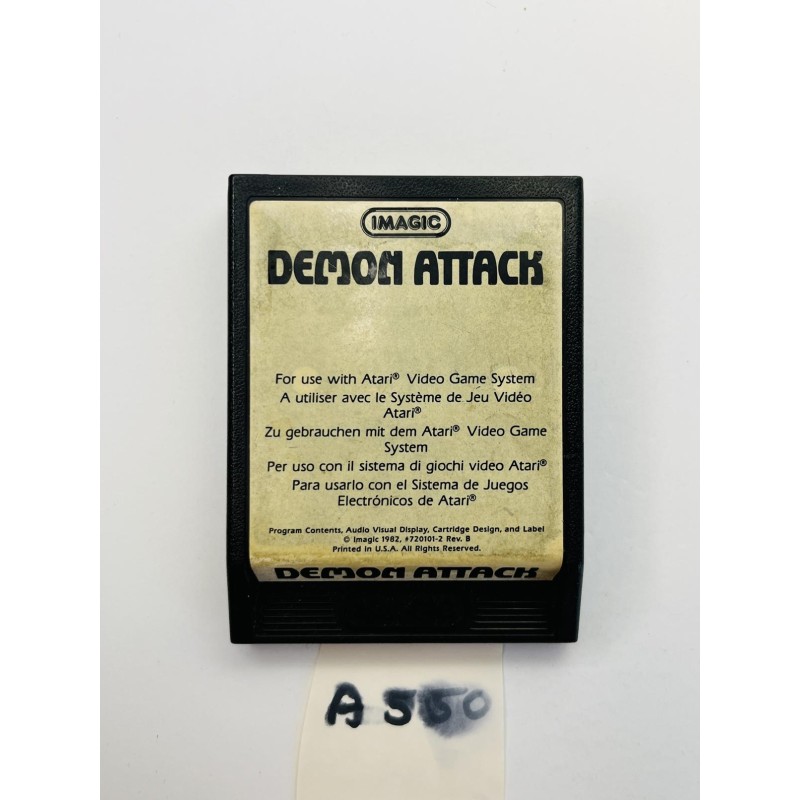 IMAGIC
DEMON ATTACK
For use with Atari® Video Game System
A utiliser avec le Système de Jeu Vidéo
Atari®
Zu gebrauchen mit dem Atari® Video Game
System
Per uso con il sistema di giochi video Atari®
Para usarlo con el Sistema de Juegos
Electrónicos de Atari®
Program Contents, Audio Visual Display, Cartridge Design, and Label
© Imagic 1982, #720101-2 Rev. B
Printed in U.S.A. All Rights Reserved.
DEMON ATTACK
A 550